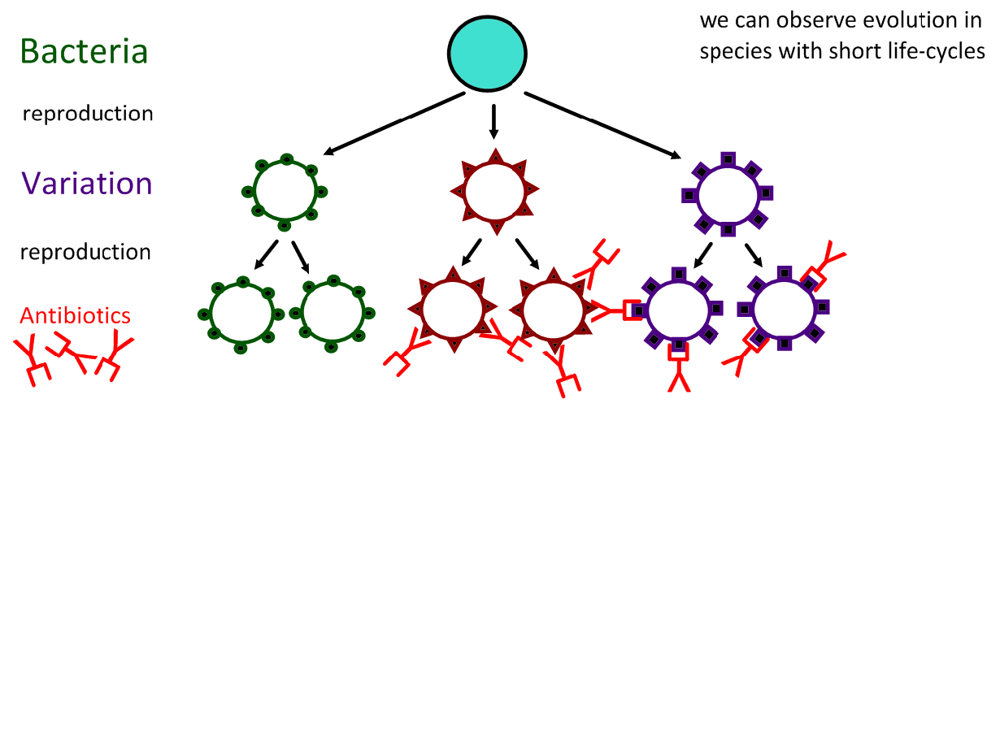 we can observe evolution in
species with short life-cycles
Bacteria
reproduction
Variation
reproduction
Antibiotics